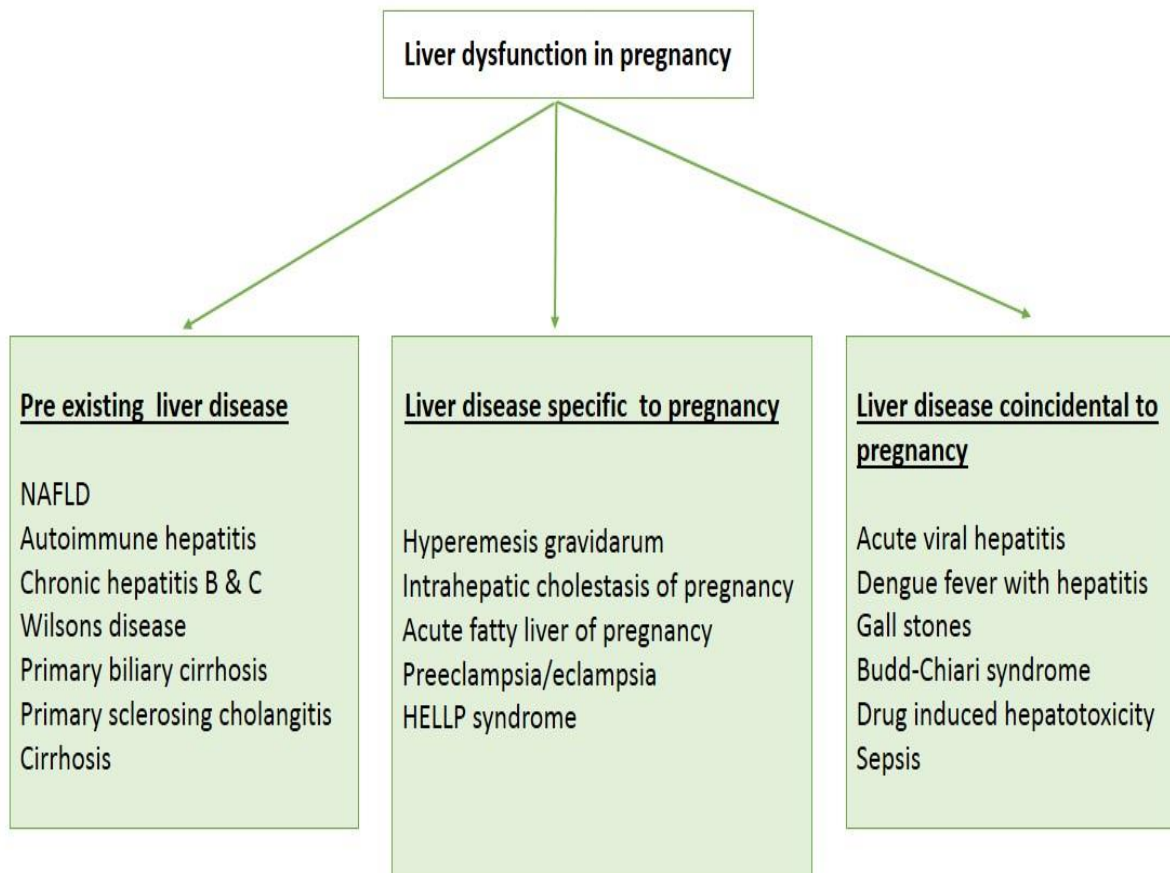 Liver dysfunction in pregnancy
Pre existing liver disease
NAFLD
Autoimmune hepatitis
Chronic hepatitis B & C
Wilsons disease
Primary biliary cirrhosis
Primary sclerosing cholangitis
Cirrhosis
Liver disease specific to pregnancy
Hyperemesis gravidarum
Intrahepatic cholestasis of pregnancy
Acute fatty liver of pregnancy
Preeclampsia/eclampsia
HELLP syndrome
Liver disease coincidental to
pregnancy
Acute viral hepatitis
Dengue fever with hepatitis
Gall stones
Budd-Chiari syndrome
Drug induced hepatotoxicity
Sepsis